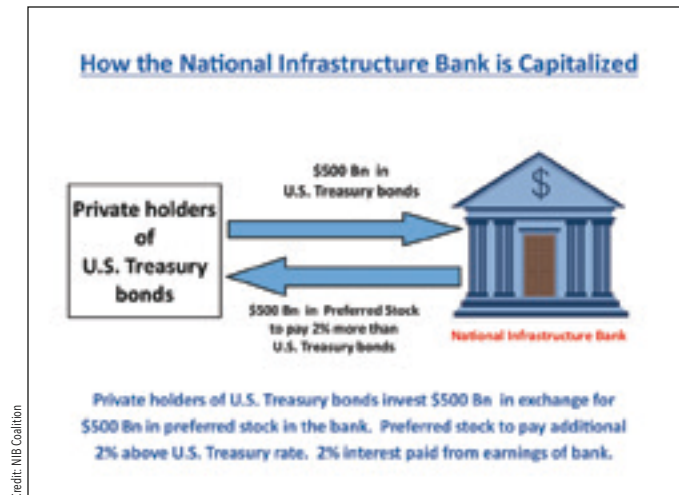 How the National Infrastructure Bank is Capitalized
$500 Bn in
U.S. Treasury bonds
Private holders
of
U.S. Treasury
bonds
$
$500 Bn in Preferred Stock
to pay 2% more than
U.S. Treasury bonds
National Infrastructure Bank
Private holders of U.S. Treasury bonds invest $500 Bn in exchange for
$500 Bn in preferred stock in the bank. Preferred stock to pay additional
2% above U.S. Treasury rate. 2% interest paid from earnings of bank.
Credit: NIB Coalition